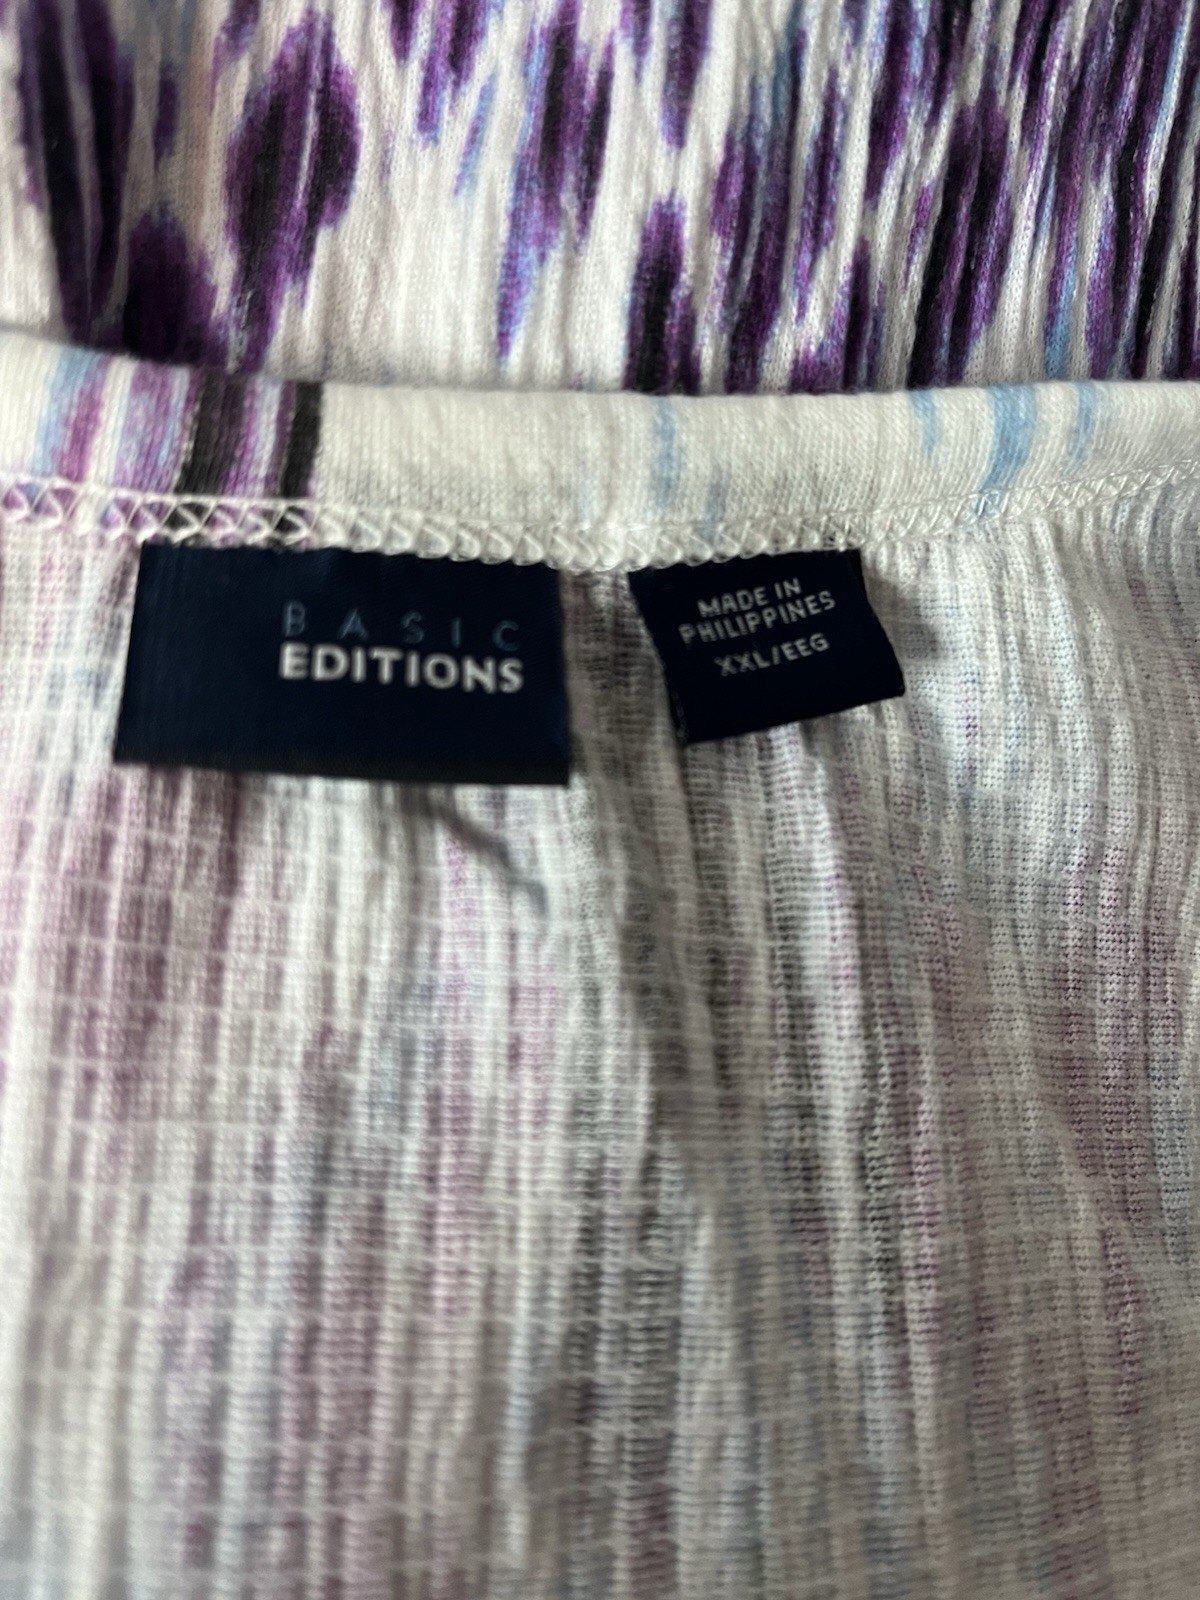 BASIC
EDITIONS
MADE IN
PHILIPPINES
XXL/EEG